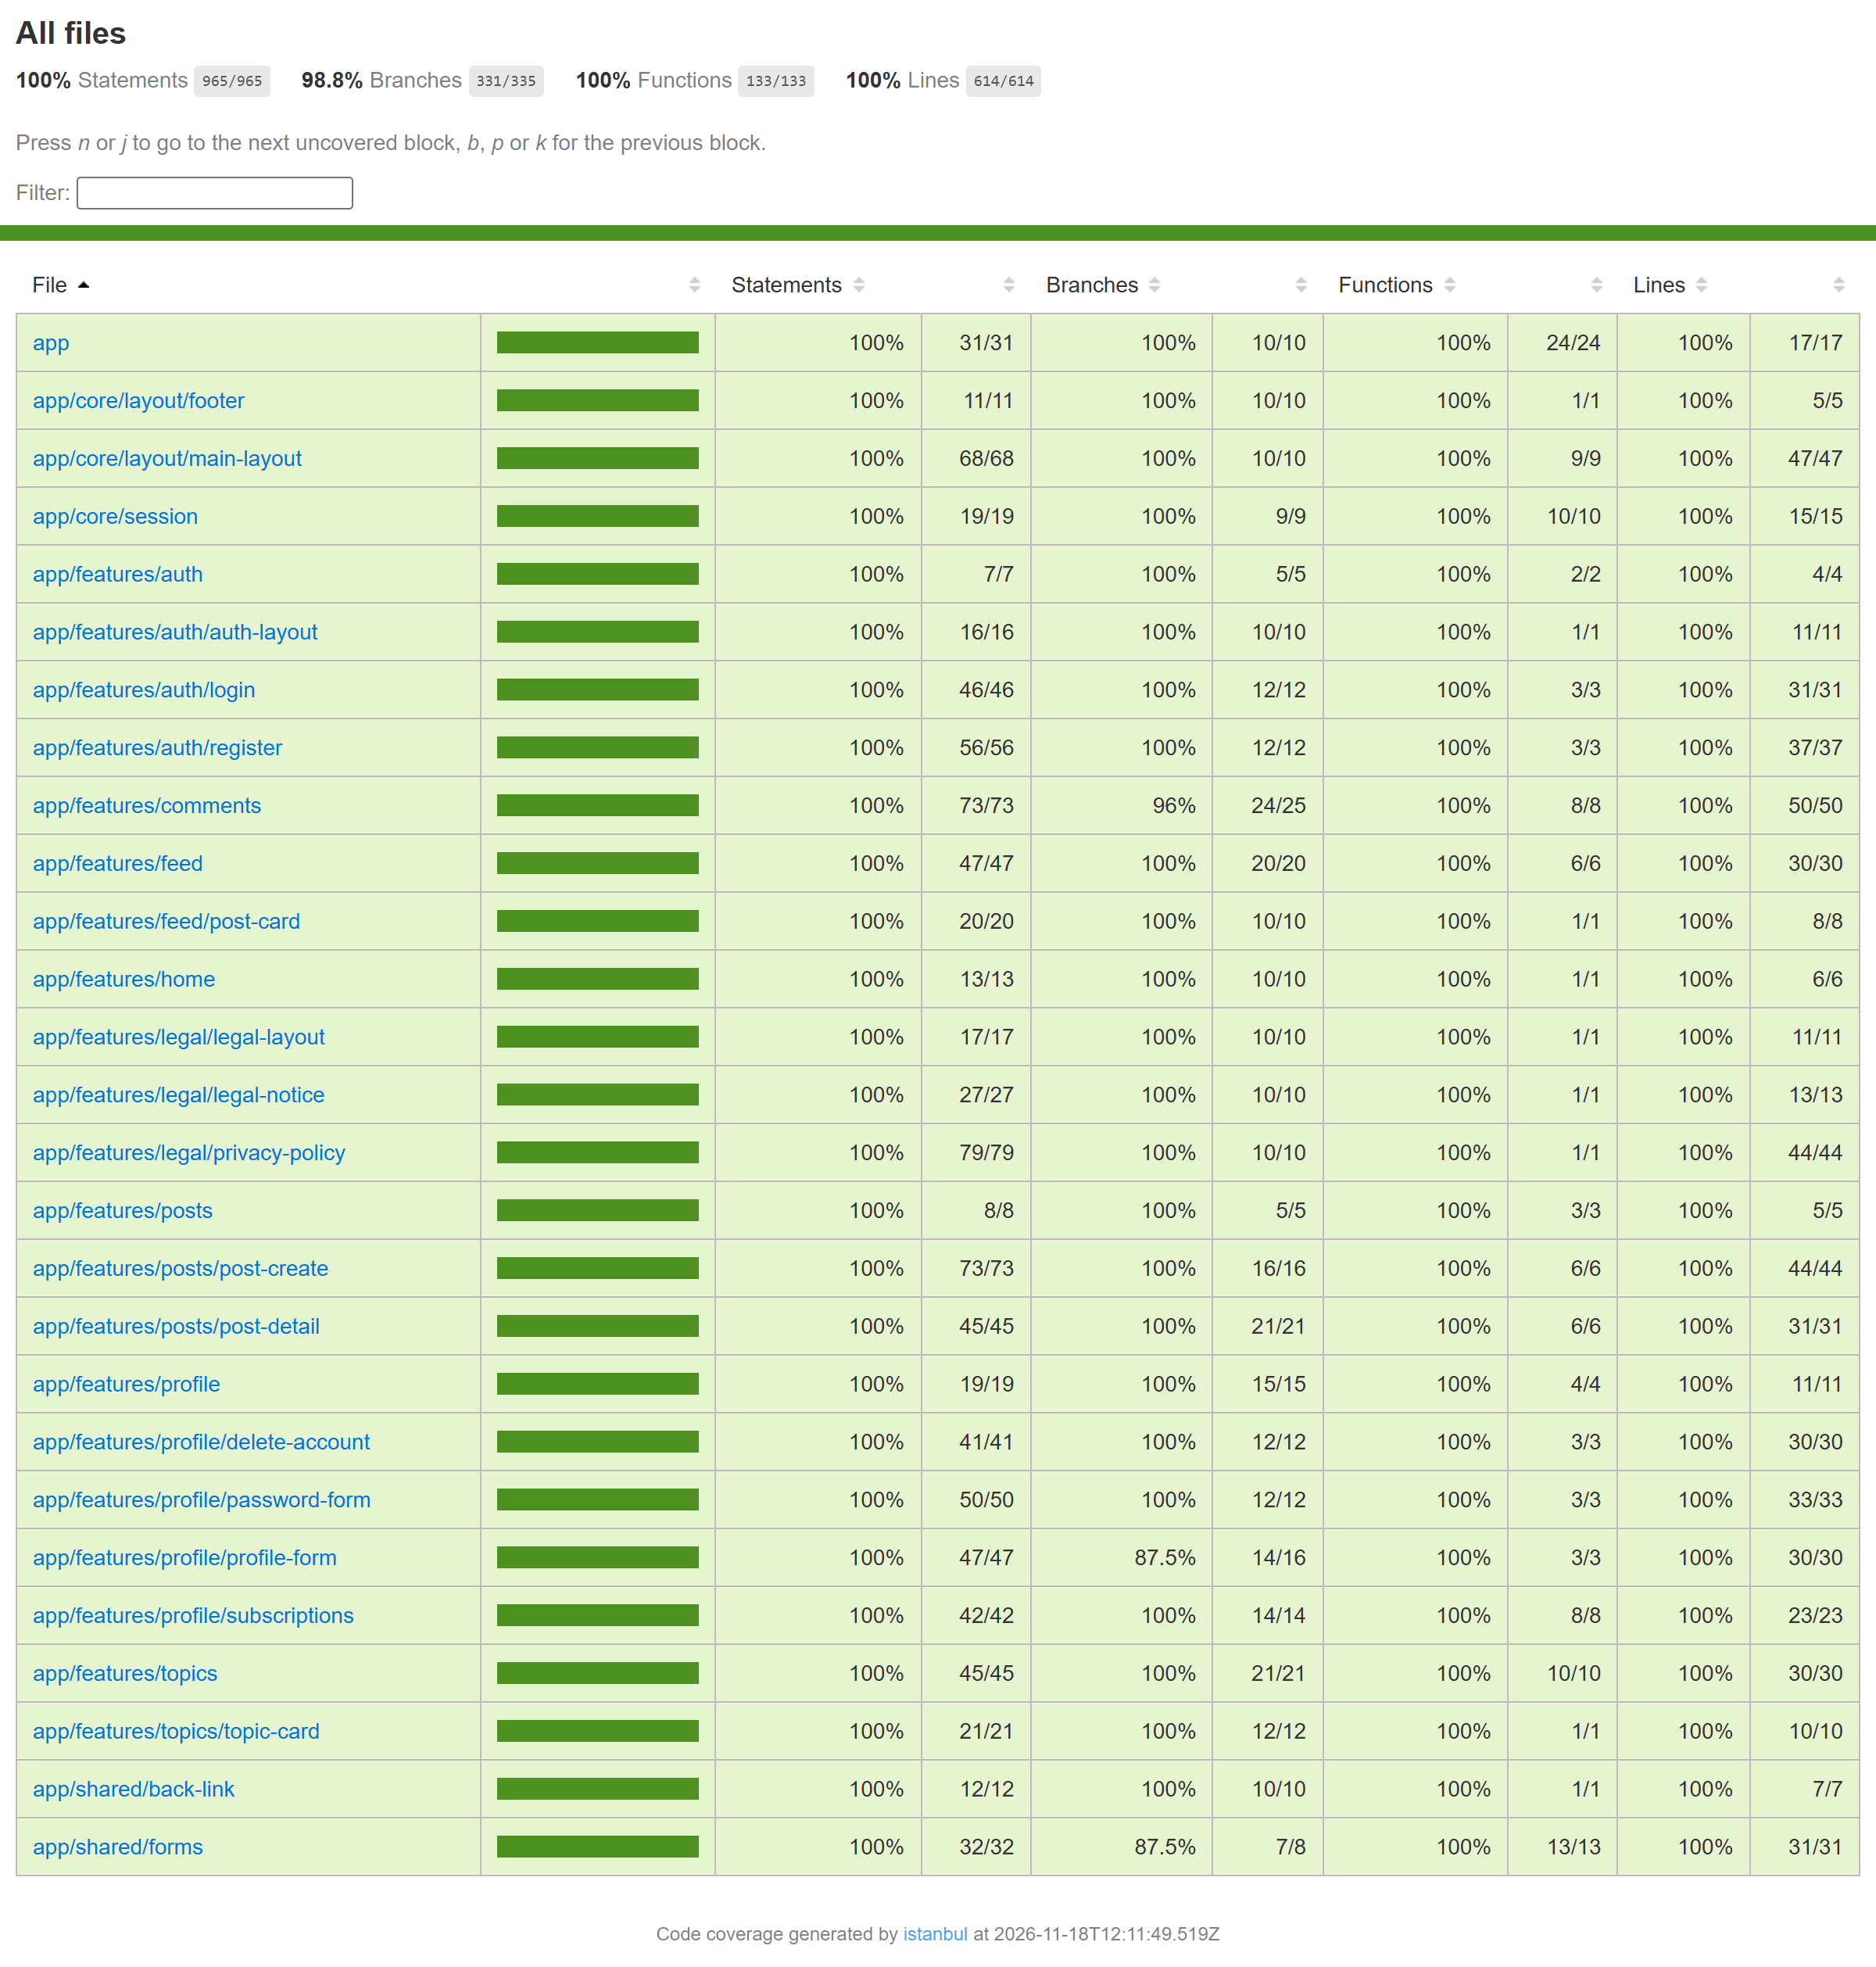 All files
100% Statements 965/965 98.8% Branches 331/335 100% Functions 133/133 100% Lines 614/614
Press n or j to go to the next uncovered block, b, p or k for the previous block.
Filter:
File Statements Branches Functions Lines
app 100% 31/31 100% 10/10 100% 24/24 100% 17/17
app/core/layout/footer 100% 11/11 100% 10/10 100% 1/1 100% 5/5
app/core/layout/main-layout 100% 68/68 100% 10/10 100% 9/9 100% 47/47
app/core/session 100% 19/19 100% 9/9 100% 10/10 100% 15/15
app/features/auth 100% 7/7 100% 5/5 100% 2/2 100% 4/4
app/features/auth/auth-layout 100% 16/16 100% 10/10 100% 1/1 100% 11/11
app/features/auth/login 100% 46/46 100% 12/12 100% 3/3 100% 31/31
app/features/auth/register 100% 56/56 100% 12/12 100% 3/3 100% 37/37
app/features/comments 100% 73/73 96% 24/25 100% 8/8 100% 50/50
app/features/feed 100% 47/47 100% 20/20 100% 6/6 100% 30/30
app/features/feed/post-card 100% 20/20 100% 10/10 100% 1/1 100% 8/8
app/features/home 100% 13/13 100% 10/10 100% 1/1 100% 6/6
app/features/legal/legal-layout 100% 17/17 100% 10/10 100% 1/1 100% 11/11
app/features/legal/legal-notice 100% 27/27 100% 10/10 100% 1/1 100% 13/13
app/features/legal/privacy-policy 100% 79/79 100% 10/10 100% 1/1 100% 44/44
app/features/posts 100% 8/8 100% 5/5 100% 3/3 100% 5/5
app/features/posts/post-create 100% 73/73 100% 16/16 100% 6/6 100% 44/44
app/features/posts/post-detail 100% 45/45 100% 21/21 100% 6/6 100% 31/31
app/features/profile 100% 19/19 100% 15/15 100% 4/4 100% 11/11
app/features/profile/delete-account 100% 41/41 100% 12/12 100% 3/3 100% 30/30
app/features/profile/password-form 100% 50/50 100% 12/12 100% 3/3 100% 33/33
app/features/profile/profile-form 100% 47/47 87.5% 14/16 100% 3/3 100% 30/30
app/features/profile/subscriptions 100% 42/42 100% 14/14 100% 8/8 100% 23/23
app/features/topics 100% 45/45 100% 21/21 100% 10/10 100% 30/30
app/features/topics/topic-card 100% 21/21 100% 12/12 100% 1/1 100% 10/10
app/shared/back-link 100% 12/12 100% 10/10 100% 1/1 100% 7/7
app/shared/forms 100% 32/32 87.5% 7/8 100% 13/13 100% 31/31
Code coverage generated by istanbul at 2026-11-18T12:11:49.519Z